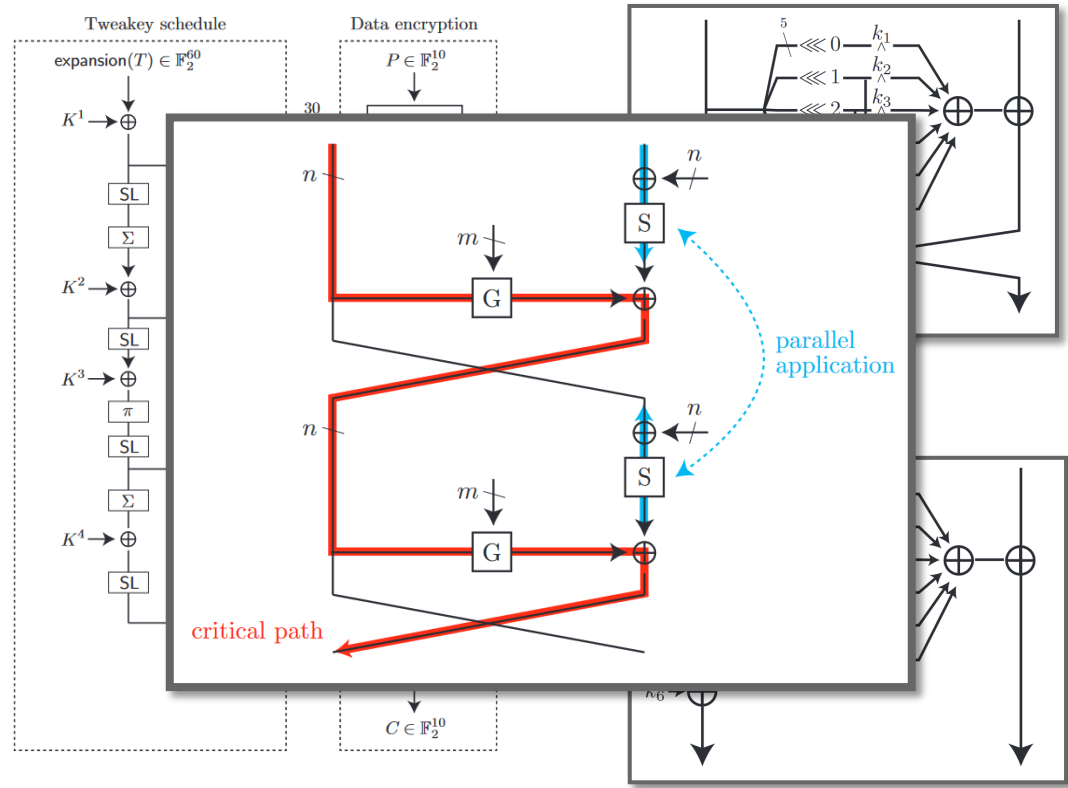 Tweakey schedule
expansion(T) ∈ 𝔽₂⁶⁰
K¹
SL
Σ
K²
SL
K³
π
SL
Σ
K⁴
SL
Data encryption
P ∈ 𝔽₂¹⁰
30
C ∈ 𝔽₂¹⁰
n
n
S
m
G
parallel
application
n
n
S
m
G
critical path
5
⋘ 0
k₁
∧
⋘ 1
k₂
∧
⋘ 2
k₃
∧
k₆